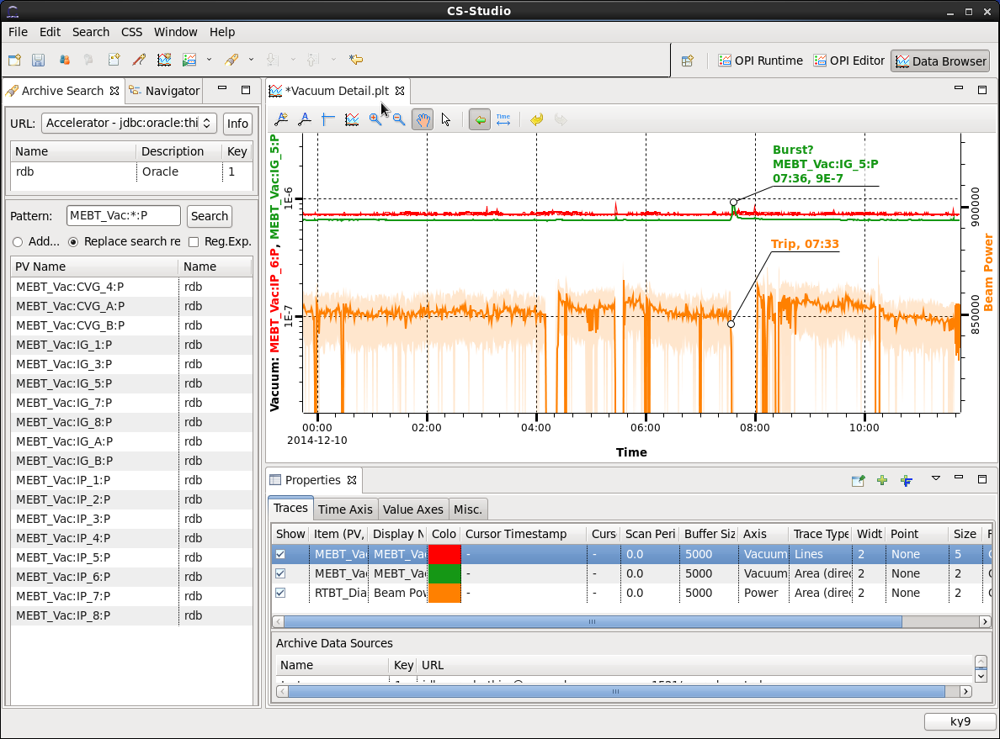 CS-Studio
File Edit Search CSS Window Help
OPI Runtime OPI Editor Data Browser
Archive Search Navigator
URL: Accelerator - jdbc:oracle:thi Info
Name Description Key
rdb Oracle 1
Pattern: MEBT_Vac:*:P Search
Add... Replace search re Reg.Exp.
PV Name Name
MEBT_Vac:CVG_4:P rdb
MEBT_Vac:CVG_A:P rdb
MEBT_Vac:CVG_B:P rdb
MEBT_Vac:IG_1:P rdb
MEBT_Vac:IG_3:P rdb
MEBT_Vac:IG_5:P rdb
MEBT_Vac:IG_7:P rdb
MEBT_Vac:IG_8:P rdb
MEBT_Vac:IG_A:P rdb
MEBT_Vac:IG_B:P rdb
MEBT_Vac:IP_1:P rdb
MEBT_Vac:IP_2:P rdb
MEBT_Vac:IP_3:P rdb
MEBT_Vac:IP_4:P rdb
MEBT_Vac:IP_5:P rdb
MEBT_Vac:IP_6:P rdb
MEBT_Vac:IP_7:P rdb
MEBT_Vac:IP_8:P rdb
*Vacuum Detail.plt
Time
Vacuum: MEBT_Vac:IP_6:P, MEBT_Vac:IG_5:P
1E-6
1E-7
Burst?
MEBT_Vac:IG_5:P
07:36, 9E-7
Trip, 07:33
900000
850000
Beam Power
00:00 02:00 04:00 06:00 08:00 10:00
2014-12-10
Time
Properties
Traces Time Axis Value Axes Misc.
Show Item (PV, Display N Colo Cursor Timestamp Curs Scan Peri Buffer Siz Axis Trace Type Widt Point Size
MEBT_Va MEBT_Va - - 0.0 5000 Vacuum Lines 2 None 5
MEBT_Va MEBT_Va - - 0.0 5000 Vacuum Area (dire 2 None 2
RTBT_Dia Beam Po - - 0.0 5000 Power Area (dire 2 None 2
Archive Data Sources
Name Key URL
ky9